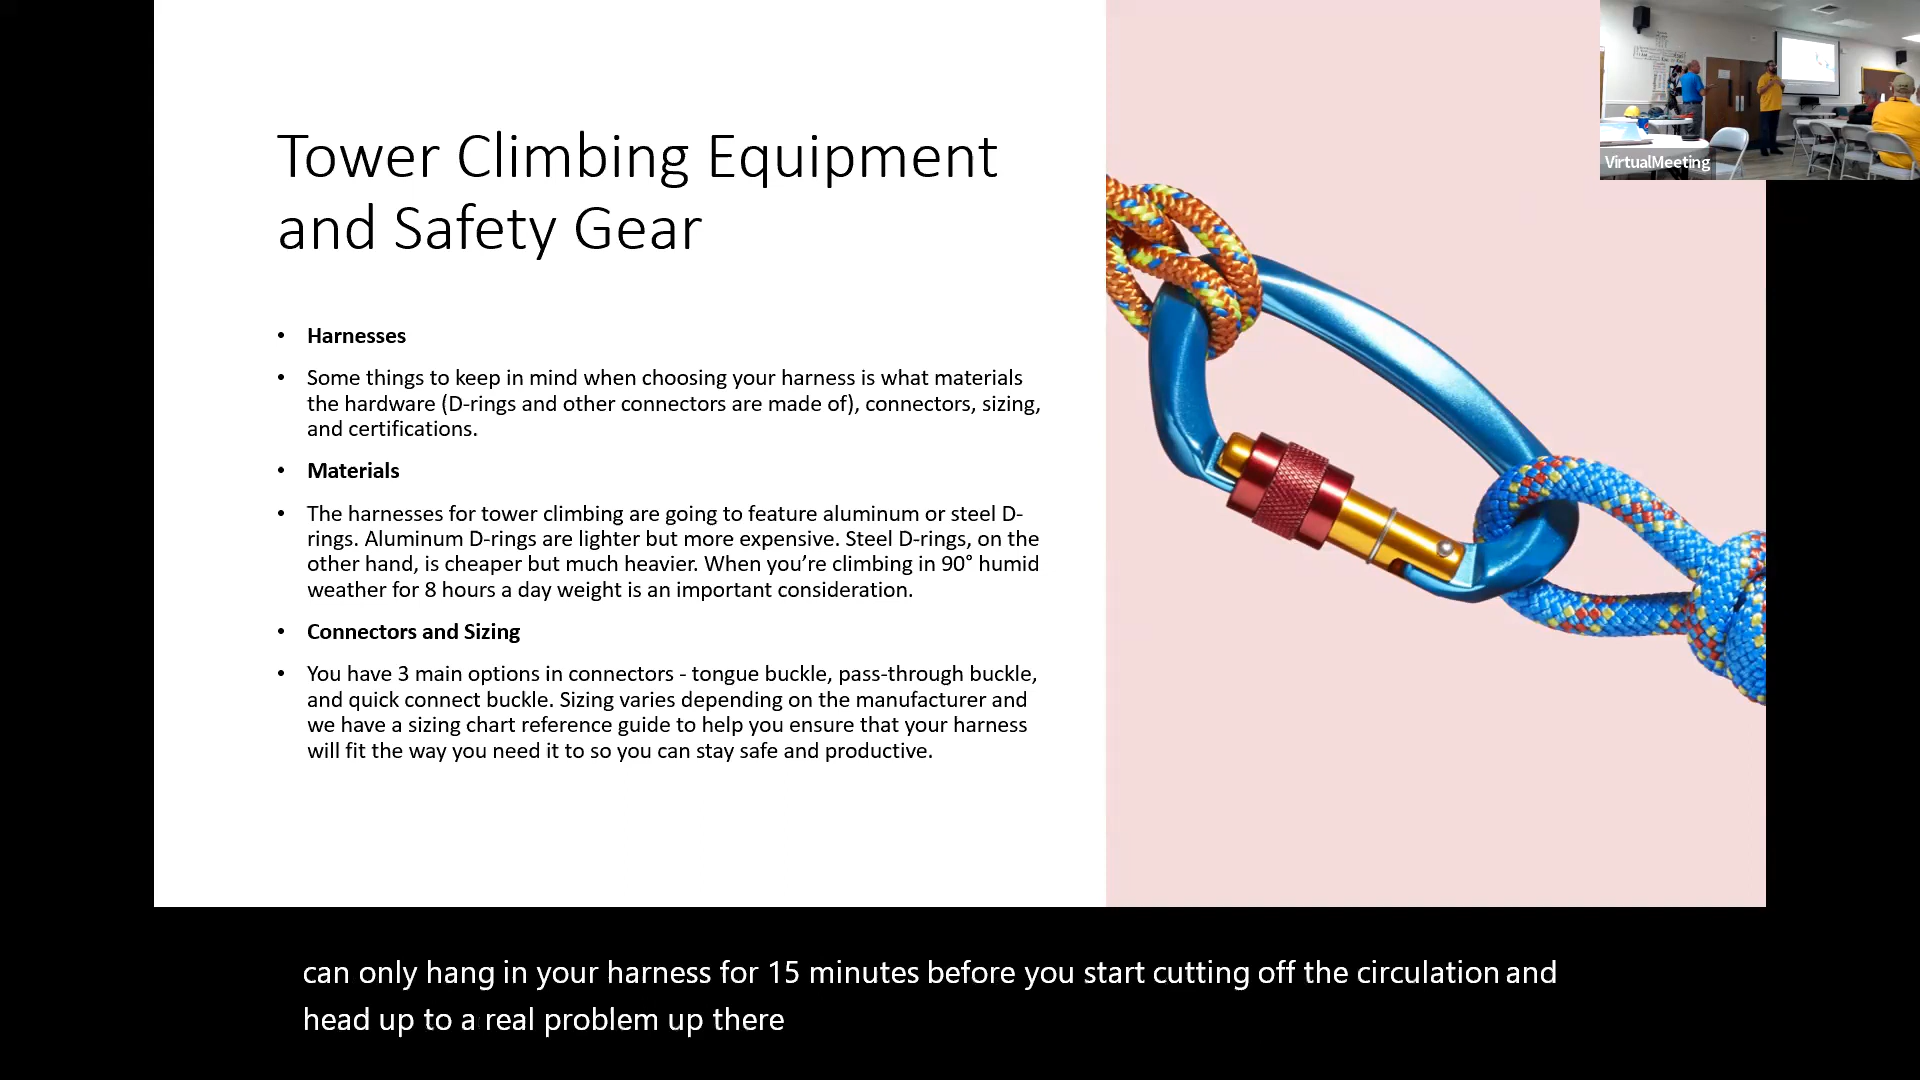 Tower Climbing Equipment
and Safety Gear
• Harnesses
• Some things to keep in mind when choosing your harness is what materials
the hardware (D-rings and other connectors are made of), connectors, sizing,
and certifications.
• Materials
• The harnesses for tower climbing are going to feature aluminum or steel D-
rings. Aluminum D-rings are lighter but more expensive. Steel D-rings, on the
other hand, is cheaper but much heavier. When you’re climbing in 90° humid
weather for 8 hours a day weight is an important consideration.
• Connectors and Sizing
• You have 3 main options in connectors - tongue buckle, pass-through buckle,
and quick connect buckle. Sizing varies depending on the manufacturer and
we have a sizing chart reference guide to help you ensure that your harness
will fit the way you need it to so you can stay safe and productive.
VirtualMeeting
can only hang in your harness for 15 minutes before you start cutting off the circulation and
head up to a real problem up there